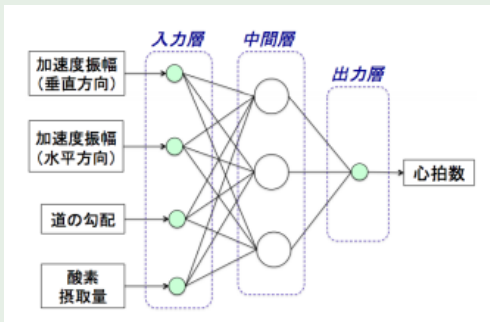 入力層
中間層
出力層
加速度振幅
(垂直方向)
加速度振幅
(水平方向)
道の勾配
酸素
摂取量
心拍数